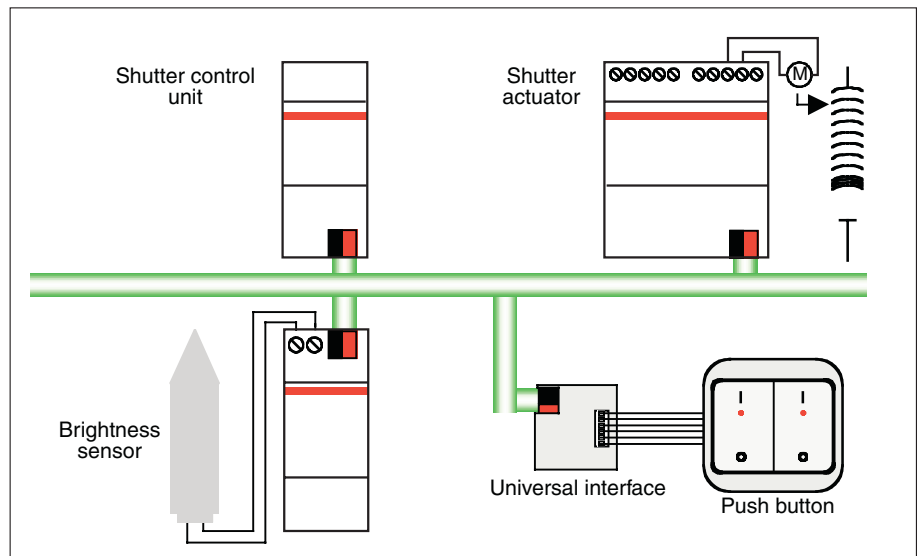 Shutter control
unit
Shutter
actuator
M
Brightness
sensor
Universal interface
Push button